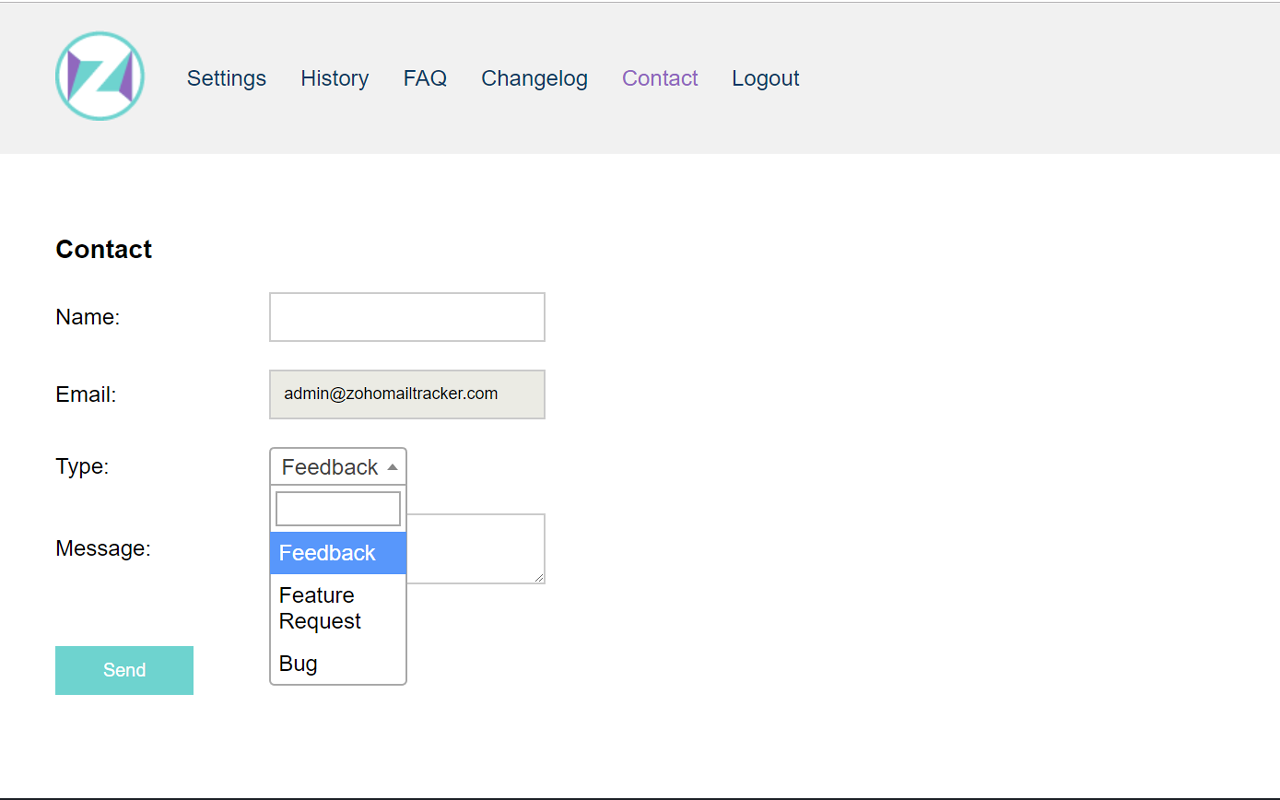 Settings History FAQ Changelog Contact Logout
Contact
Name:
Email: admin@zohomailtracker.com
Type: Feedback
Message:
Feedback
Feature
Request
Bug
Send